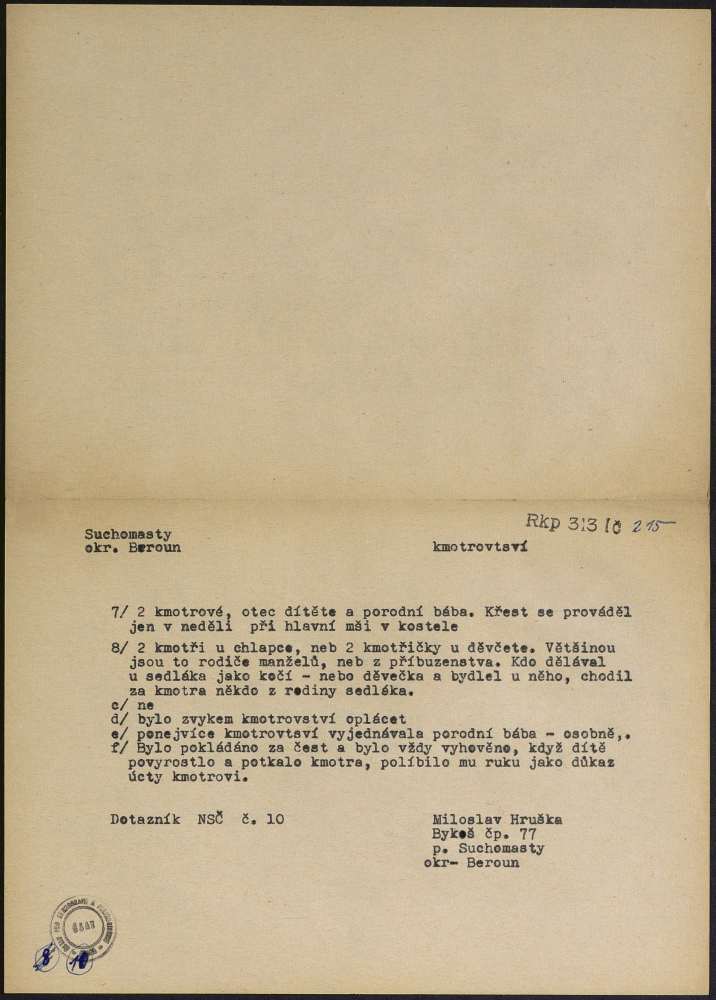 Rkp 313 IČ 215
Suchomasty
okr. Beroun
kmotrovtsví
7/ 2 kmotrové, otec dítěte a porodní bába. Křest se prováděl
jen v neděli při hlavní mši v kostele
8/ 2 kmotři u chlapce, neb 2 kmotřičky u děvčete. Většinou
jsou to rodiče manželů, neb z příbuzenstva. Kdo dělával
u sedláka jako kočí - nebo děvečka a bydlel u něho, chodil
za kmotra někdo z rodiny sedláka.
c/ ne
d/ bylo zvykem kmotrovství oplácet
e/ ponejvíce kmotrovtsví vyjednávala porodní bába - osobně,.
f/ Bylo pokládáno za čest a bylo vždy vyhověno, když dítě
povyrostlo a potkalo kmotra, políbilo mu ruku jako důkaz
úcty kmotrovi.
Dotazník NSČ č. 10
Miloslav Hruška
Bykoš čp. 77
p. Suchomasty
okr- Beroun
8 10